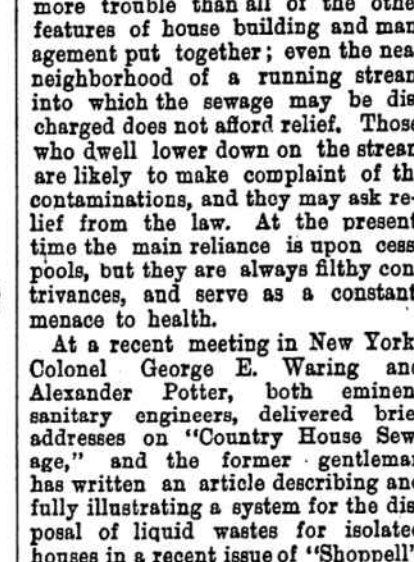 more trouble than all of the othe
features of house building and man
agement put together; even the nea
neighborhood of a running strear
into which the sewage may be dis
charged does not afford relief. Those
who dwell lower down on the strear
are likely to make complaint of th
contaminations, and they may ask re-
lief from the law. At the present
time the main reliance is upon cess
pools, but they are always filthy con
trivances, and serve as a constant
menace to health.
At a recent meeting in New York
Colonel George E. Waring and
Alexander Potter, both eminen
sanitary engineers, delivered brie
addresses on "Country House Sew
age," and the former gentlemar
has written an article describing and
fully illustrating a system for the dis
posal of liquid wastes for isolated
houses in a recent issue of "Shoppell'